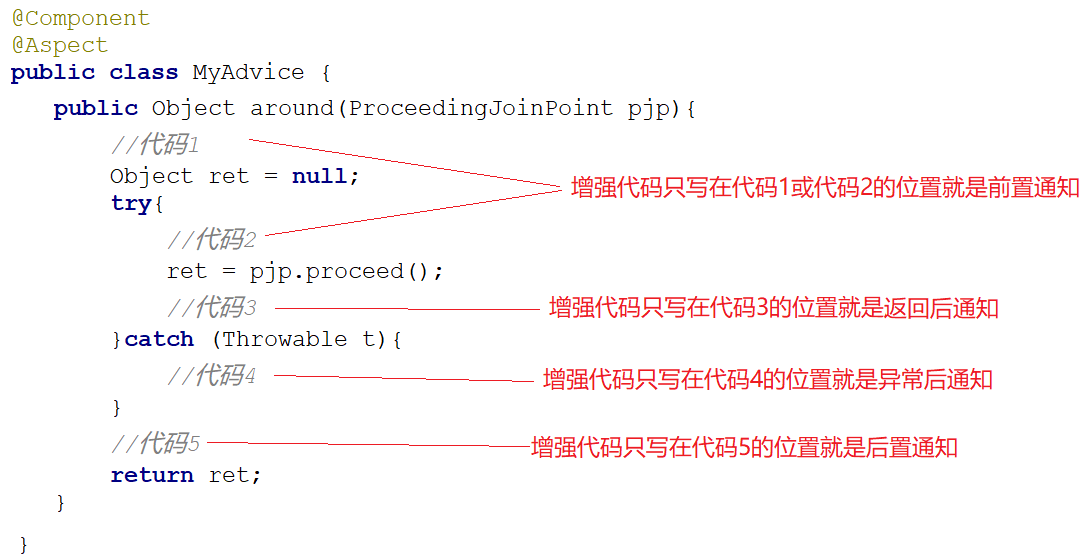 @Component
@Aspect
public class MyAdvice {
public Object around(ProceedingJoinPoint pjp){
//代码1
Object ret = null;
增强代码只写在代码1或代码2的位置就是前置通知
try{
//代码2
ret = pjp.proceed();
//代码3
增强代码只写在代码3的位置就是返回后通知
}catch (Throwable t){
//代码4
增强代码只写在代码4的位置就是异常后通知
}
//代码5
增强代码只写在代码5的位置就是后置通知
return ret;
}
}